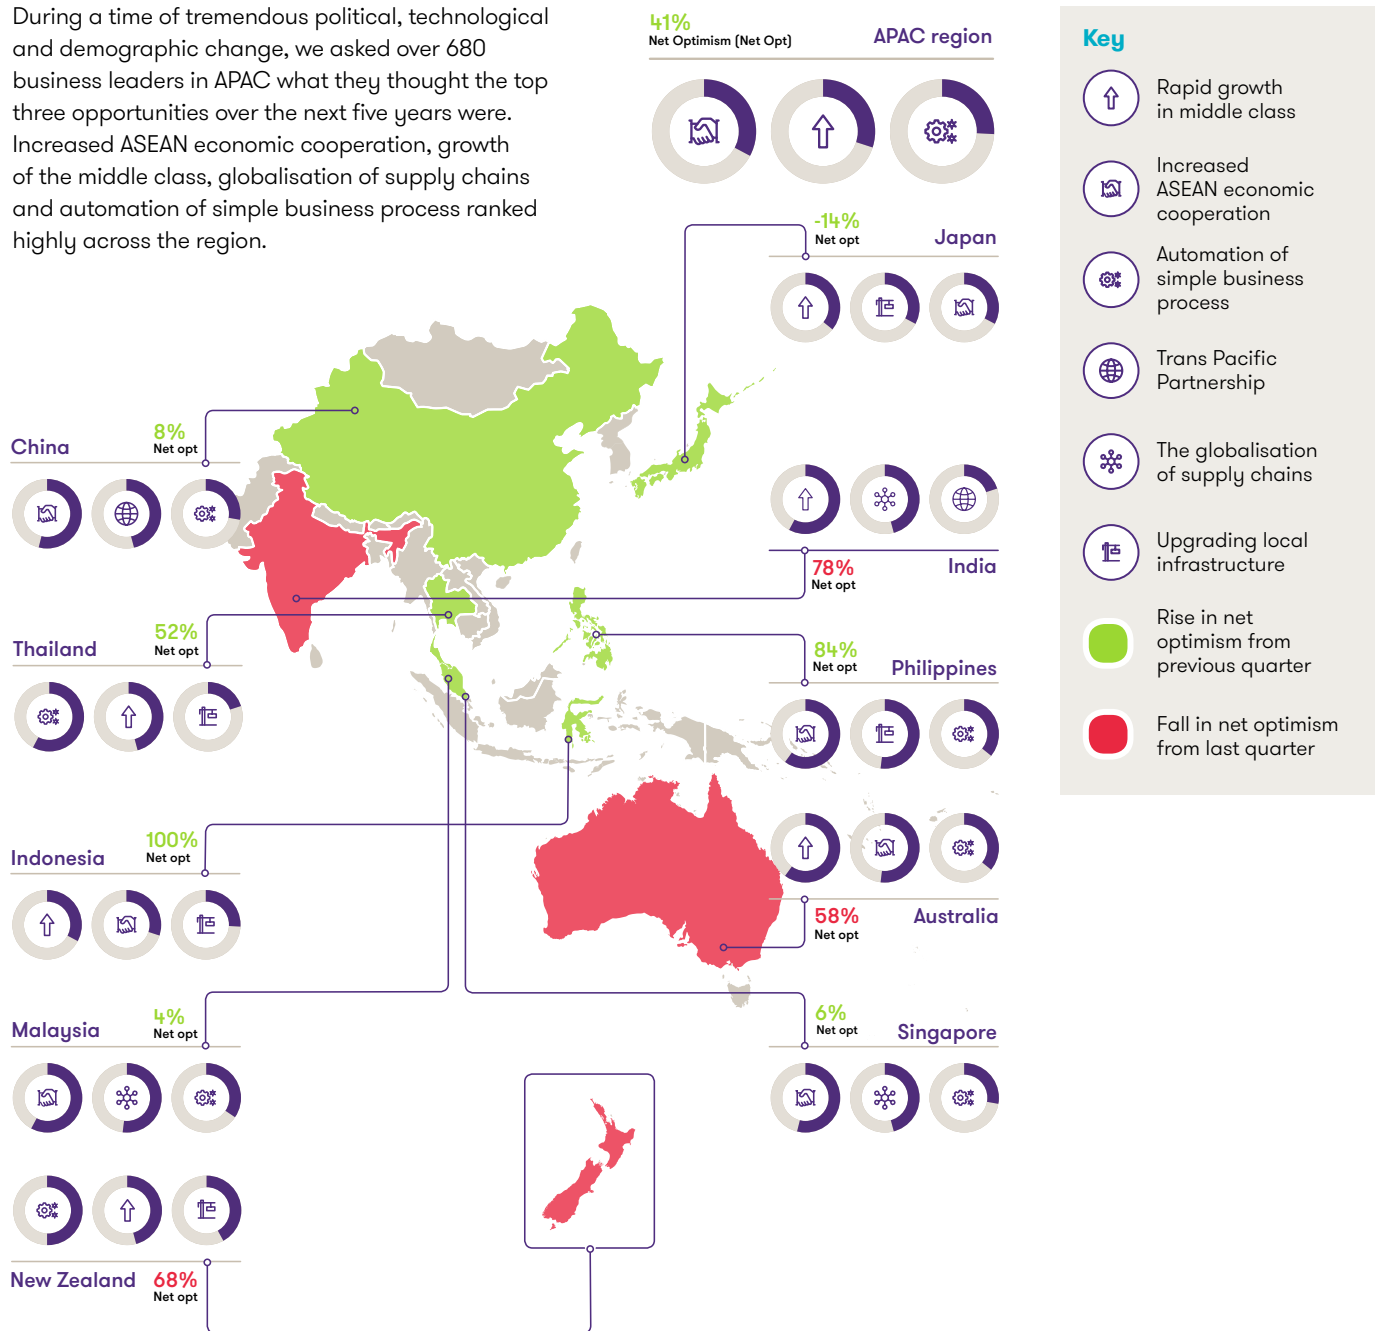 During a time of tremendous political, technological
and demographic change, we asked over 680
business leaders in APAC what they thought the top
three opportunities over the next five years were.
Increased ASEAN economic cooperation, growth
of the middle class, globalisation of supply chains
and automation of simple business process ranked
highly across the region.
41%
Net Optimism (Net Opt)
APAC region
-14%
Net opt
Japan
China
8%
Net opt
78%
Net opt
India
Thailand
52%
Net opt
84%
Net opt
Philippines
Indonesia
100%
Net opt
58%
Net opt
Australia
Malaysia
4%
Net opt
6%
Net opt
Singapore
New Zealand
68%
Net opt
Key
Rapid growth
in middle class
Increased
ASEAN economic
cooperation
Automation of
simple business
process
Trans Pacific
Partnership
The globalisation
of supply chains
Upgrading local
infrastructure
Rise in net
optimism from
previous quarter
Fall in net optimism
from last quarter